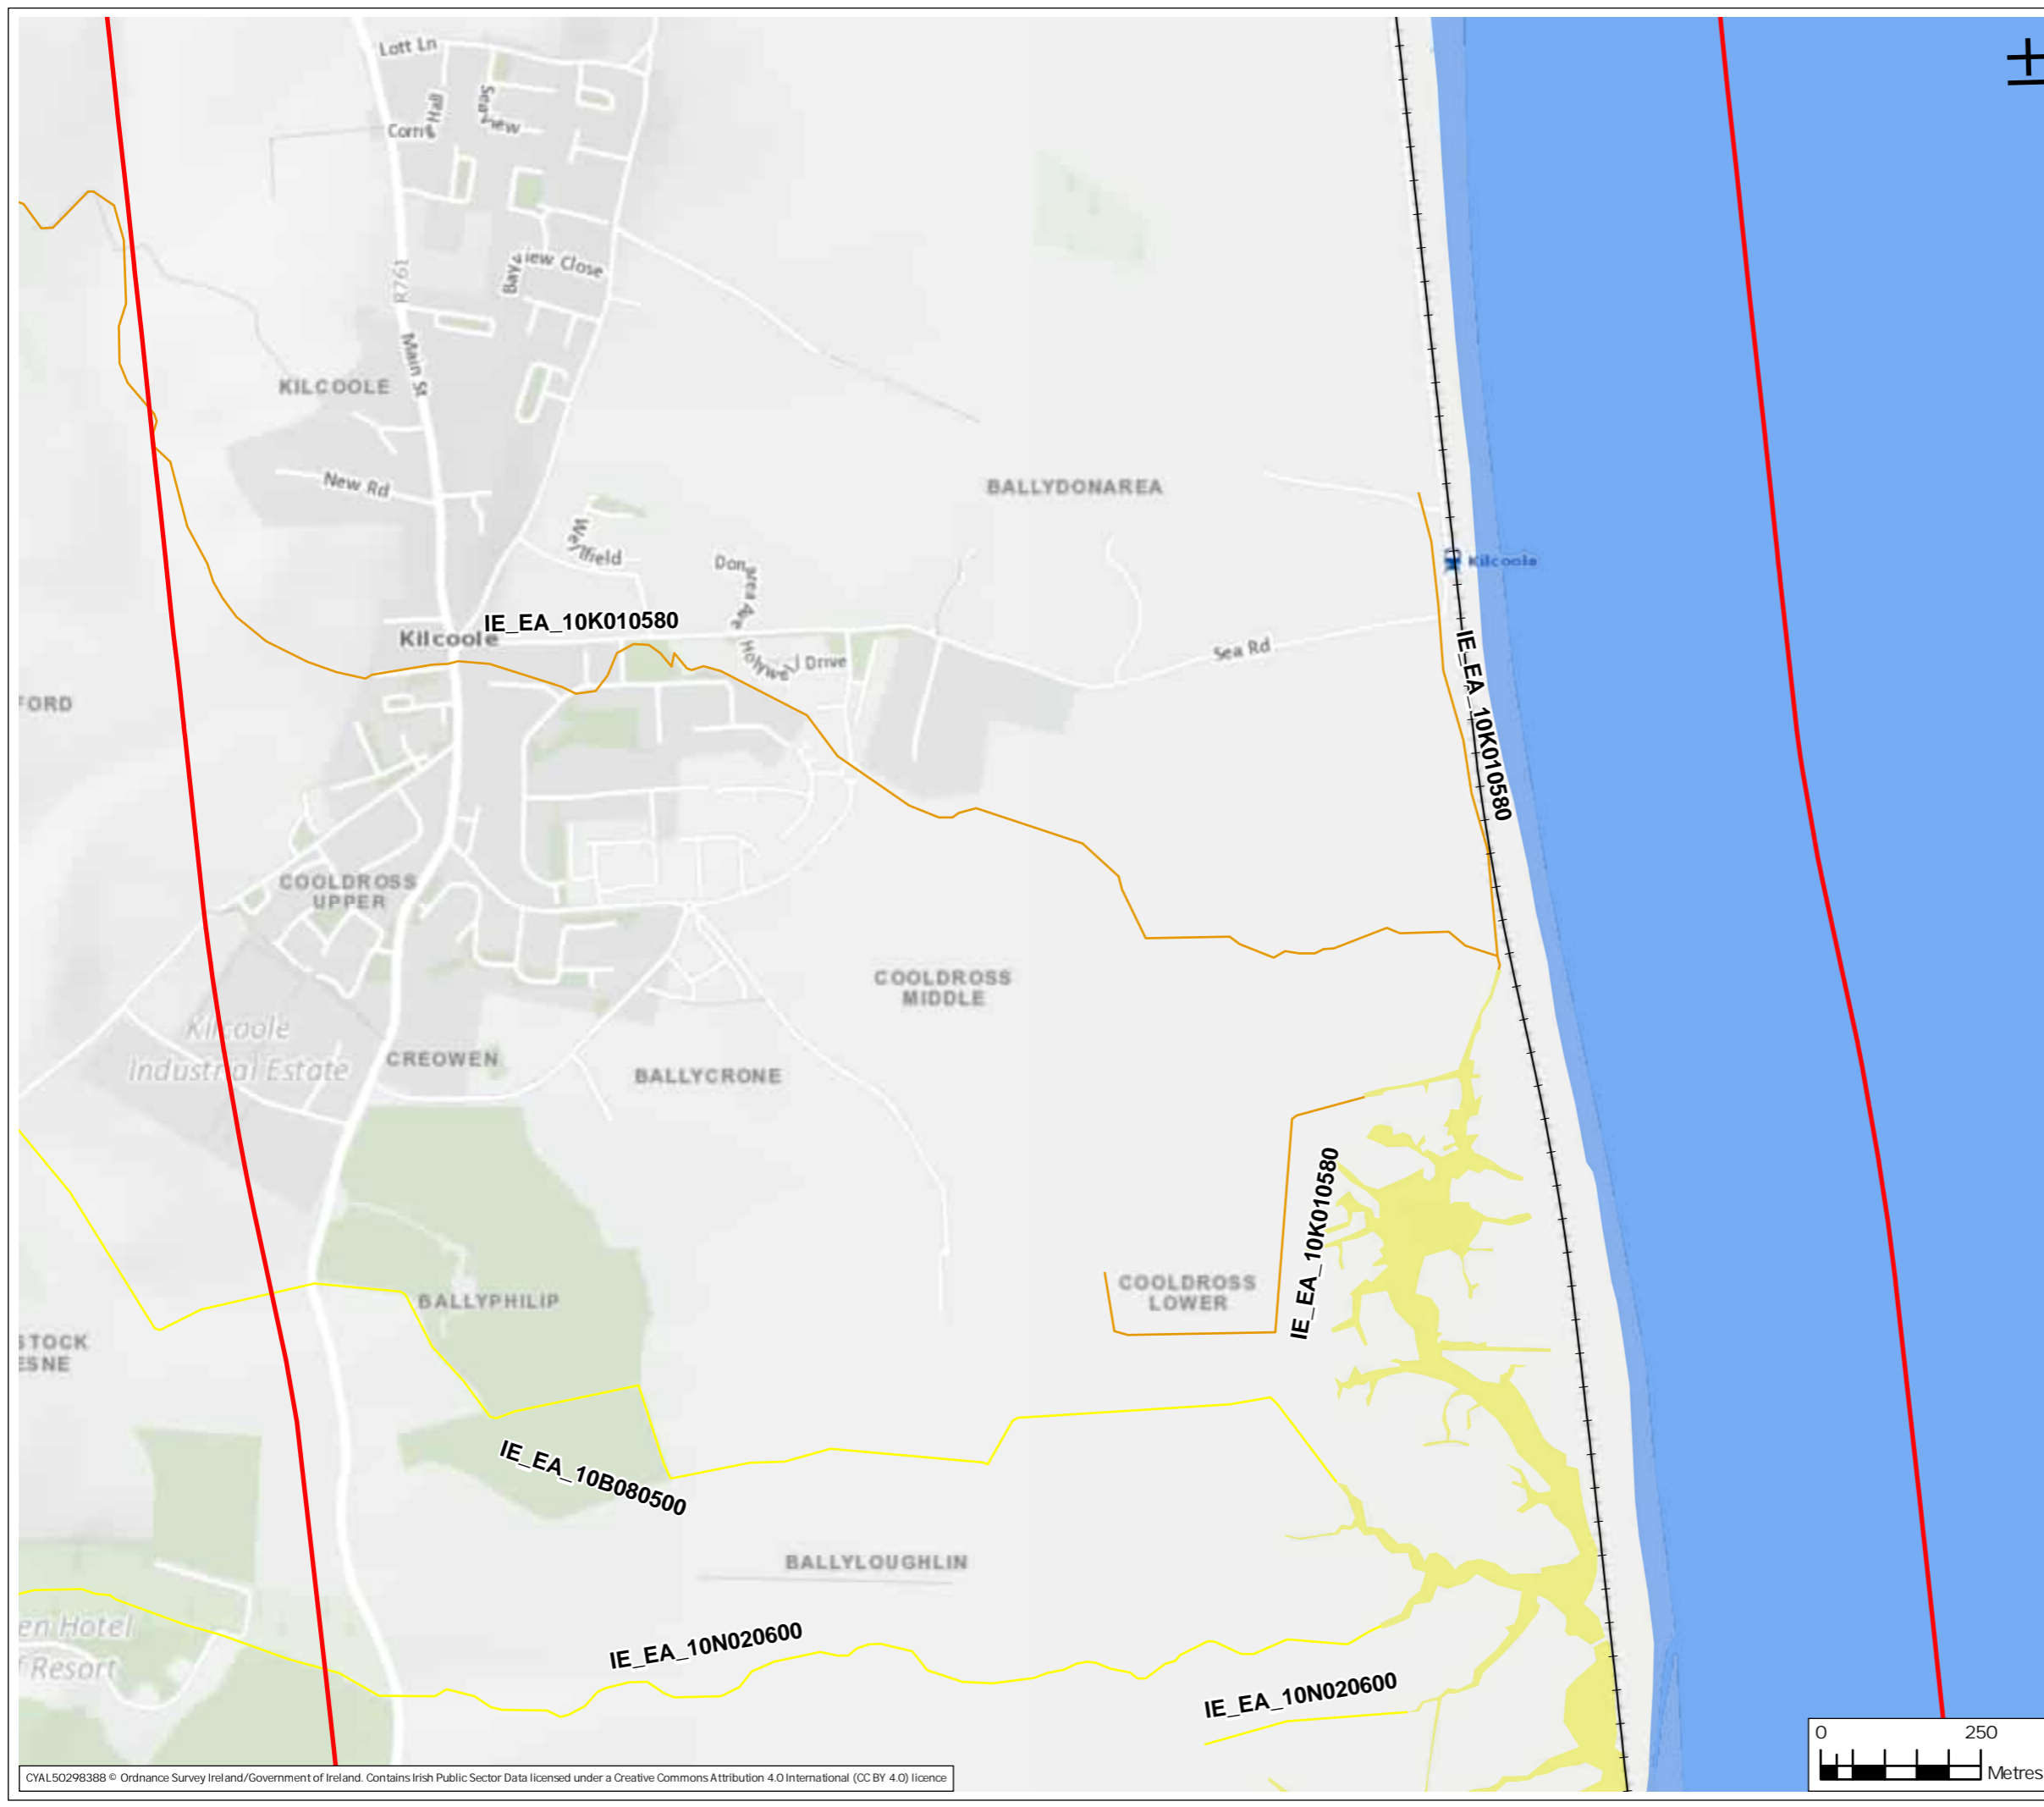 Lott Ln
Sea View
Hall
R761
View Close
Bay
Main St
KILCOOLE
New Rd
BALLYDONAREA
Wellfield
Kilcoole
IE_EA_10K010580
Kilcoole
Holywell Drive
Sea Rd
IE_EA_10K010580
FORD
COOLDROSS
UPPER
COOLDROSS
MIDDLE
Kilcoole
Industrial Estate
CREOWEN
BALLYCRONE
IE_EA_10K010580
COOLDROSS
LOWER
BALLYPHILIP
STOCK
ESNE
IE_EA_10B080500
BALLYLOUGHLIN
en Hotel
Resort
IE_EA_10N020600
IE_EA_10N020600
0 250
Metres
CYAL50298388 © Ordnance Survey Ireland/Government of Ireland. Contains Irish Public Sector Data licensed under a Creative Commons Attribution 4.0 International (CC BY 4.0) licence